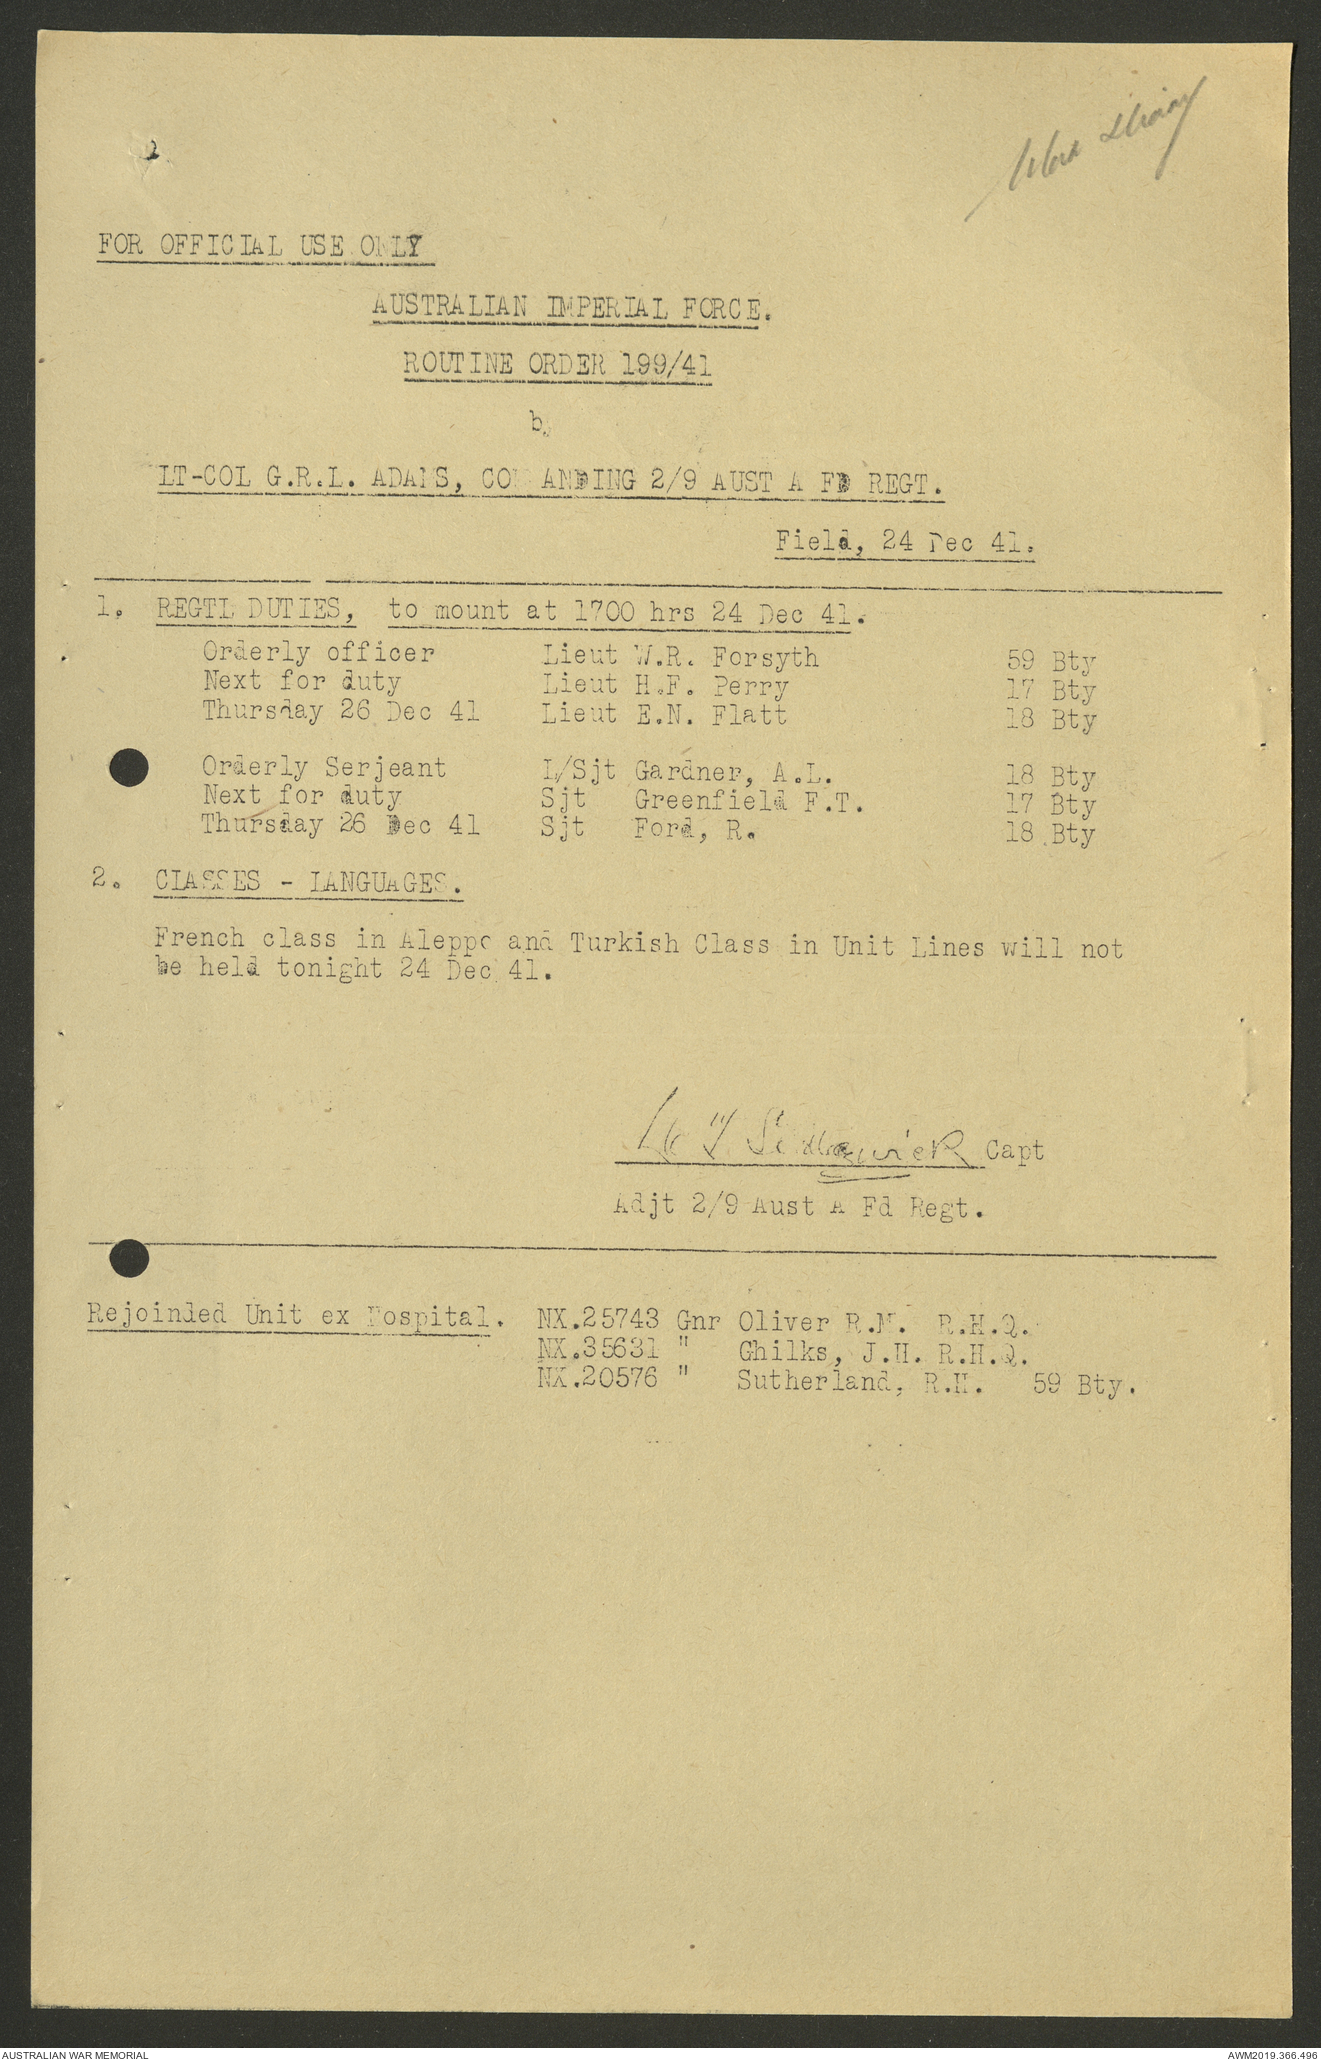 War Diary
FOR OFFICIAL USE ONLY
AUSTRALIAN IMPERIAL FORCE.
ROUTINE ORDER 199/41
by
LT-COL G.R.L. ADAMS, COMMANDING 2/9 AUST A FD REGT.
Field, 24 Dec 41.
1. REGTL DUTIES, to mount at 1700 hrs 24 Dec 41.
Orderly officer Lieut W.R. Forsyth 59 Bty
Next for duty Lieut H.F. Perry 17 Bty
Thursday 26 Dec 41 Lieut E.N. Flatt 18 Bty
Orderly Serjeant L/Sjt Gardner, A.L. 18 Bty
Next for duty Sjt Greenfield F.T. 17 Bty
Thursday 26 Dec 41 Sjt Ford, R. 18 Bty
2. CLASSES - LANGUAGES.
French class in Aleppo and Turkish Class in Unit Lines will not
be held tonight 24 Dec 41.
Capt
Adjt 2/9 Aust A Fd Regt.
Rejoinded Unit ex Hospital. NX.25743 Gnr Oliver R.M. R.H.Q.
NX.35631 " Ghilks, J.H. R.H.Q.
NX.20576 " Sutherland, R.H. 59 Bty.
AUSTRALIAN WAR MEMORIAL
AWM2019.366.496